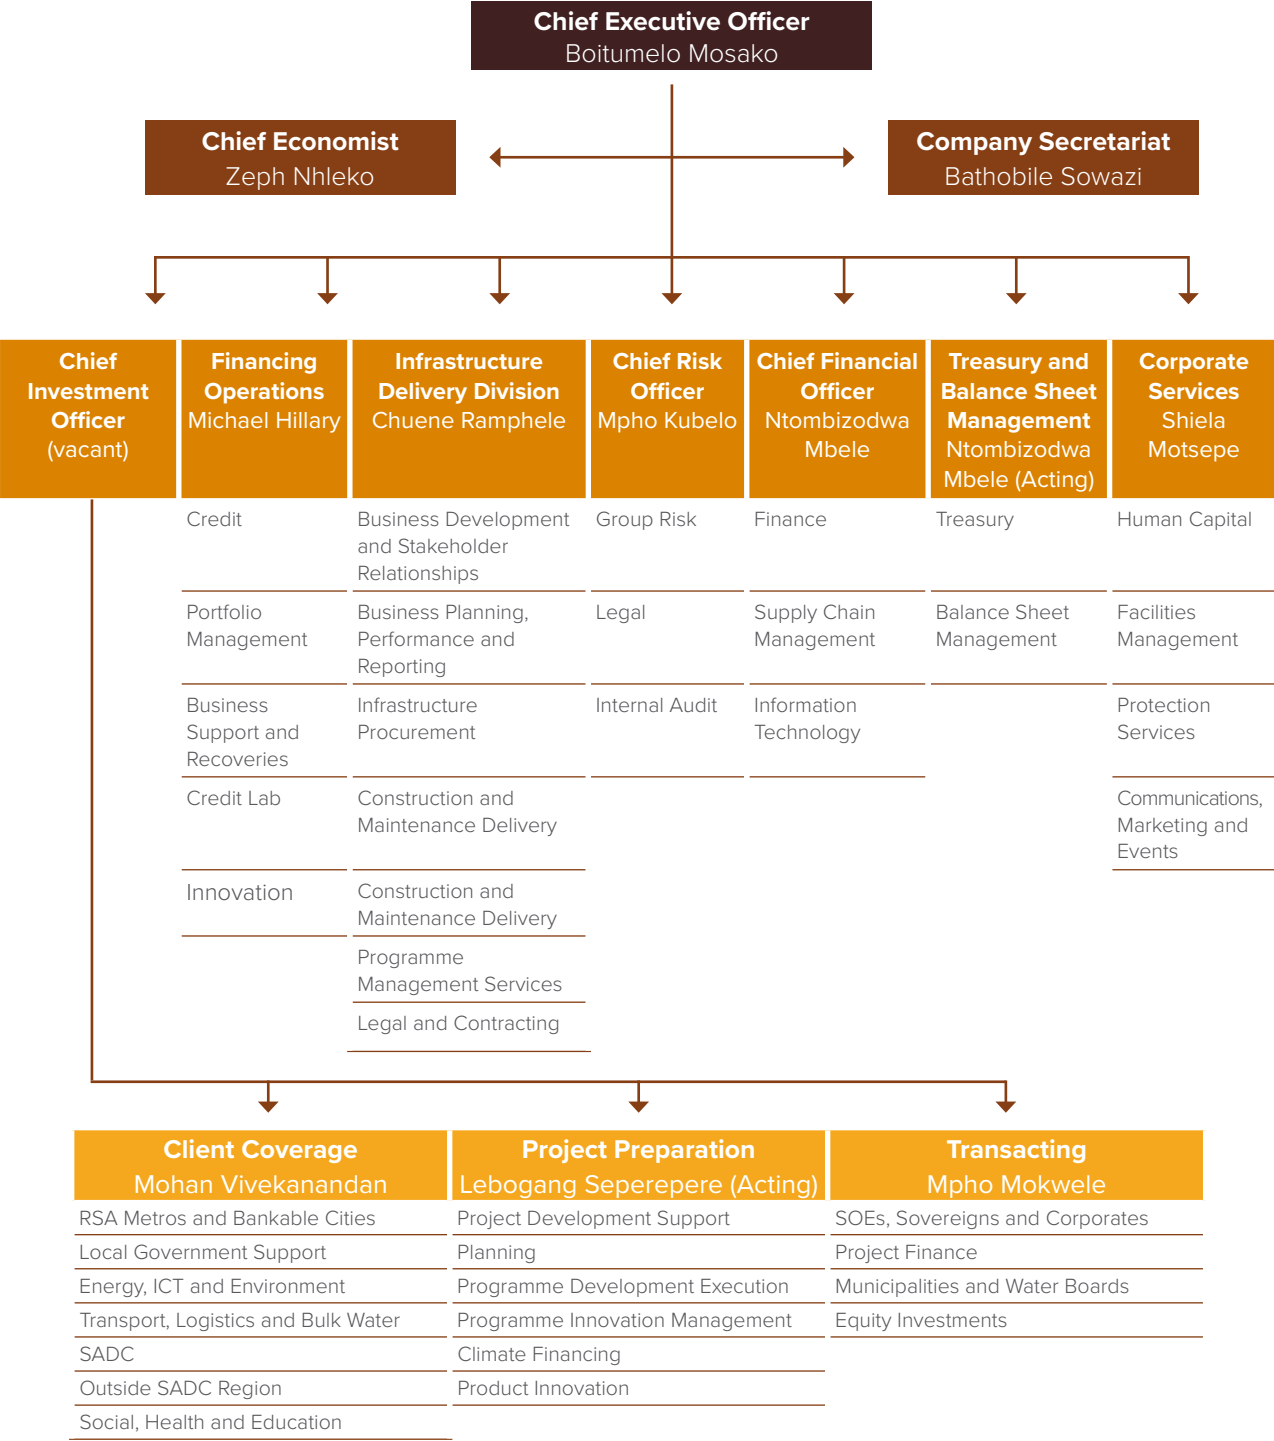 Chief Executive Officer
Boitumelo Mosako
Chief Economist
Zeph Nhleko
Company Secretariat
Bathobile Sowazi
Chief
Investment
Officer
(vacant)
Financing
Operations
Michael Hillary
Infrastructure
Delivery Division
Chuene Ramphele
Chief Risk
Officer
Mpho Kubelo
Chief Financial
Officer
Ntombizodwa
Mbele
Treasury and
Balance Sheet
Management
Ntombizodwa
Mbele (Acting)
Corporate
Services
Shiela
Motsepe
Credit
Portfolio
Management
Business
Support and
Recoveries
Credit Lab
Innovation
Business Development
and Stakeholder
Relationships
Business Planning,
Performance and
Reporting
Infrastructure
Procurement
Construction and
Maintenance Delivery
Construction and
Maintenance Delivery
Programme
Management Services
Legal and Contracting
Group Risk
Legal
Internal Audit
Finance
Supply Chain
Management
Information
Technology
Treasury
Balance Sheet
Management
Human Capital
Facilities
Management
Protection
Services
Communications,
Marketing and
Events
Client Coverage
Mohan Vivekanandan
RSA Metros and Bankable Cities
Local Government Support
Energy, ICT and Environment
Transport, Logistics and Bulk Water
SADC
Outside SADC Region
Social, Health and Education
Project Preparation
Lebogang Seperepere (Acting)
Project Development Support
Planning
Programme Development Execution
Programme Innovation Management
Climate Financing
Product Innovation
Transacting
Mpho Mokwele
SOEs, Sovereigns and Corporates
Project Finance
Municipalities and Water Boards
Equity Investments